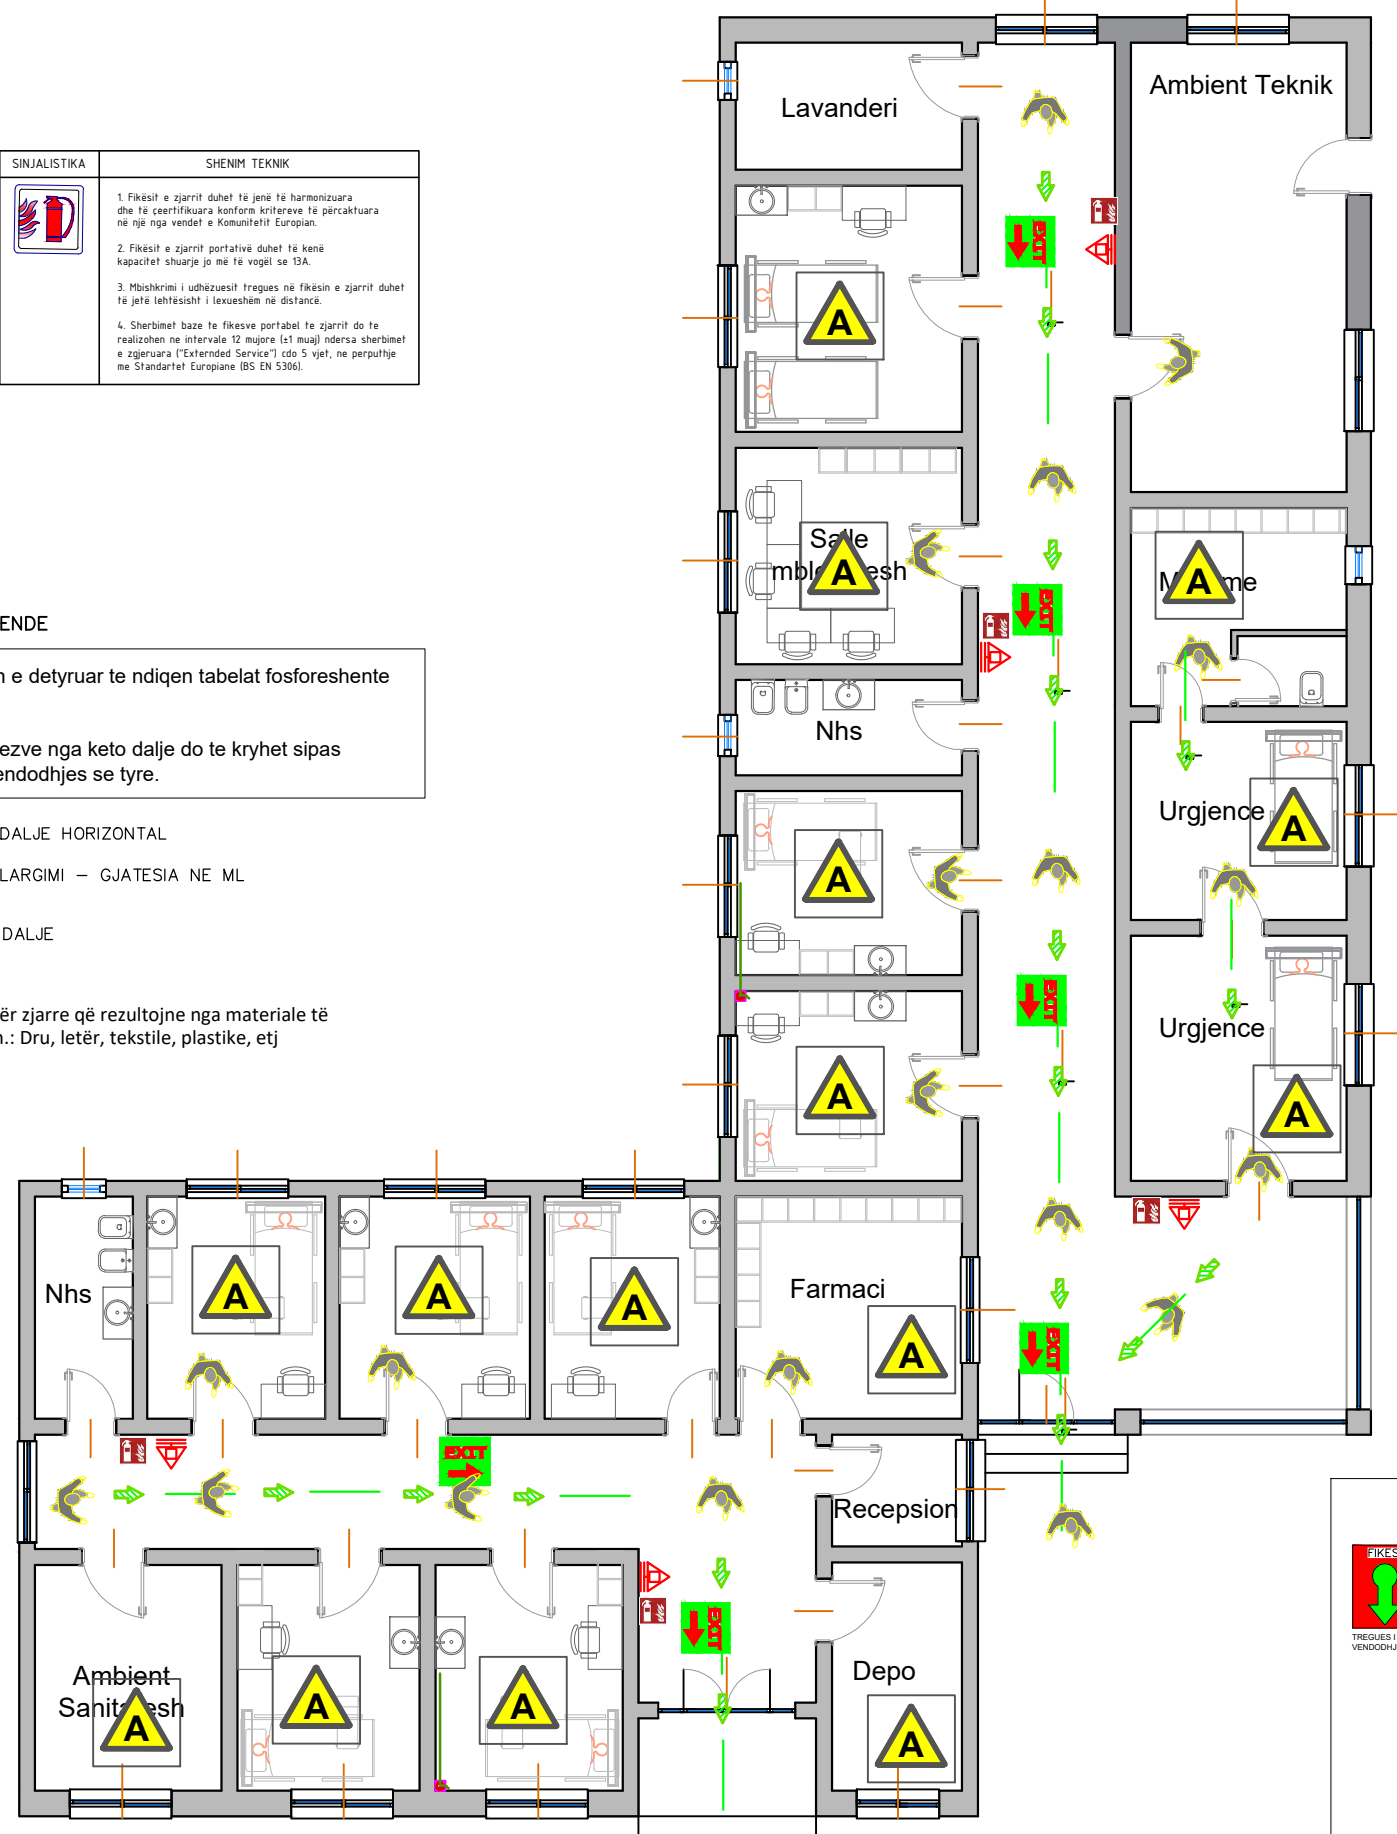 SINJALISTIKA
SHENIM TEKNIK
1. Fikësit e zjarrit duhet të jenë të harmonizuara
dhe të çeertifikuara konform kritereve të përcaktuara
në një nga vendet e Komunitetit Europian.
2. Fikësit e zjarrit portativë duhet të kenë
kapacitet shuarje jo më të vogël se 13A.
3. Mbishkrimi i udhëzuesit tregues në fikësin e zjarrit duhet
të jetë lehtësisht i lexueshëm në distancë.
4. Sherbimet baze te fikesve portabel te zjarrit do te
realizohen ne intervale 12 mujore (±1 muaj) ndersa sherbimet
e zgjeruara ("Externded Service") cdo 5 vjet, ne perputhje
me Standartet Europiane (BS EN 5306).
ENDE
e detyruar te ndiqen tabelat fosforeshente
ezve nga keto dalje do te kryhet sipas
endodhjes se tyre.
DALJE HORIZONTAL
LARGIMI – GJATESIA NE ML
DALJE
ër zjarre që rezultojne nga materiale të
.: Dru, letër, tekstile, plastike, etj
Lavanderi
Ambient Teknik
EXIT
A
Salle
A
EXIT
A
Nhs
Urgjence
A
A
EXIT
Urgjence
A
A
Nhs
A
A
A
Farmaci
A
EXIT
EXIT
Recepsion
EXIT
Ambient
A
A
A
Depo
A
FIKES
TREGUES I
VENDODHJ